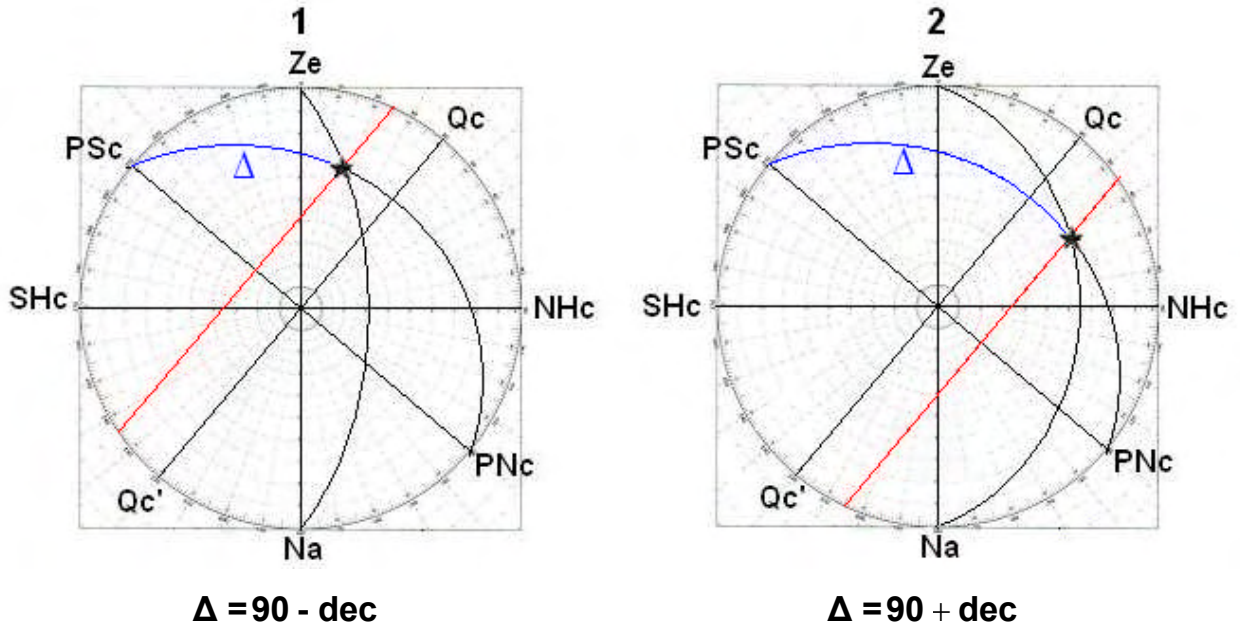 1
Ze
Qc
PSc
Δ
SHc
NHc
PNc
Qc'
Na
Δ = 90 - dec
2
Ze
Qc
PSc
Δ
SHc
NHc
PNc
Qc'
Na
Δ = 90 + dec